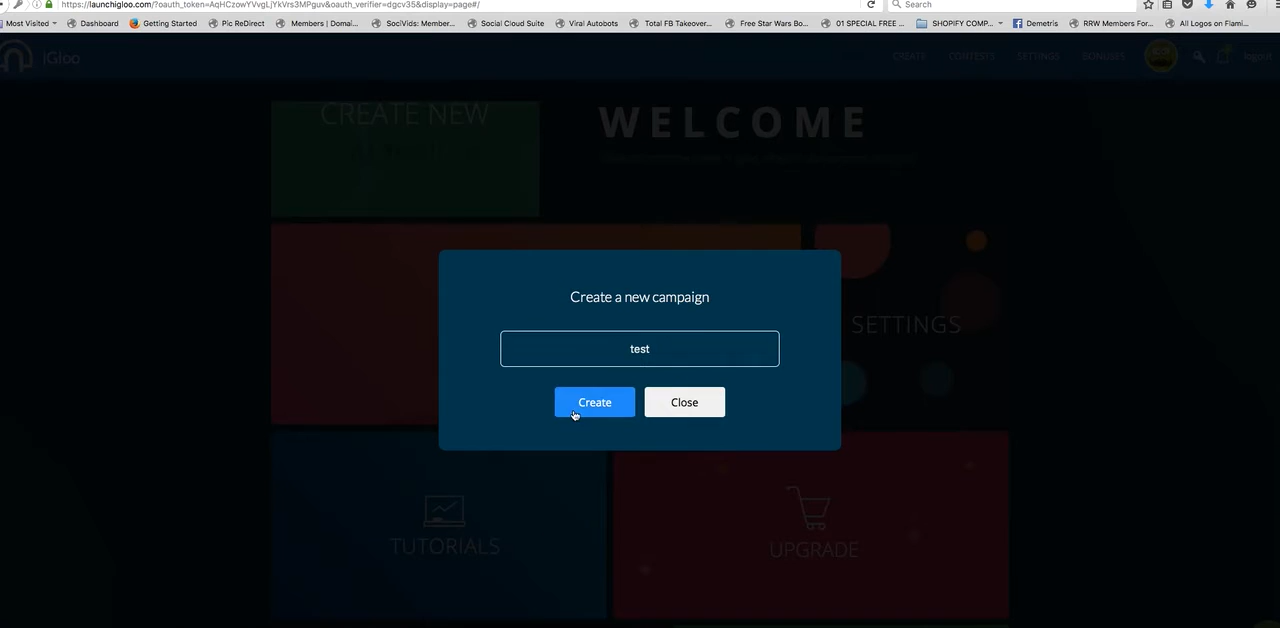 https://launchigloo.com/?oauth_token=AqHCzowYVvgLjYkVrs3MPguv&oauth_verifier=dgcv35&display=page#/
Search
Most Visited
Dashboard
Getting Started
Pic ReDirect
Members | Domai...
SociVids: Member...
Social Cloud Suite
Viral Autobots
Total FB Takeover...
Free Star Wars Bo...
01 SPECIAL FREE ...
SHOPIFY COMP...
Demetris
RRW Members For...
All Logos on Flami...
iGloo
CREATE
CONTESTS
SETTINGS
BONUSES
logout
CREATE NEW
WELCOME
Create a new campaign
test
Create
Close
SETTINGS
TUTORIALS
UPGRADE